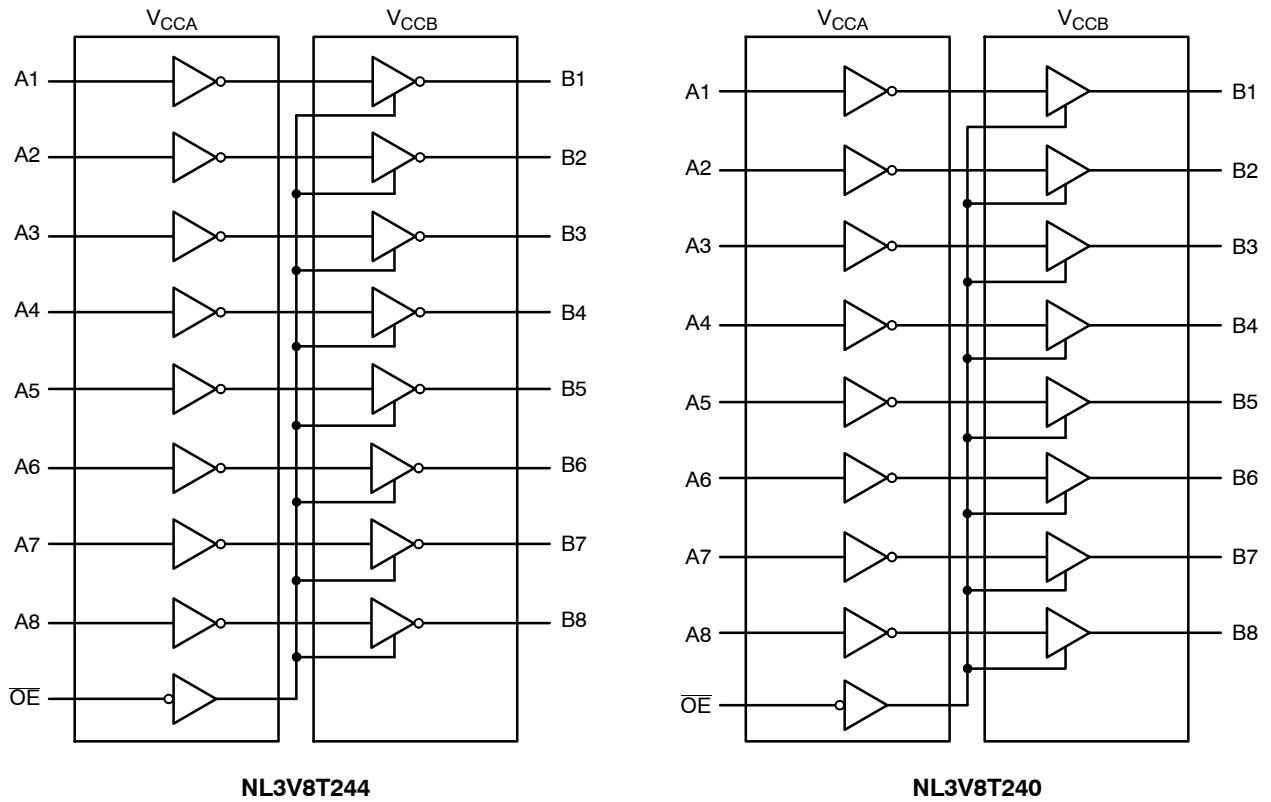 VCCA VCCB
A1 B1
A2 B2
A3 B3
A4 B4
A5 B5
A6 B6
A7 B7
A8 B8
O̅E̅
NL3V8T244
VCCA VCCB
A1 B1
A2 B2
A3 B3
A4 B4
A5 B5
A6 B6
A7 B7
A8 B8
O̅E̅
NL3V8T240